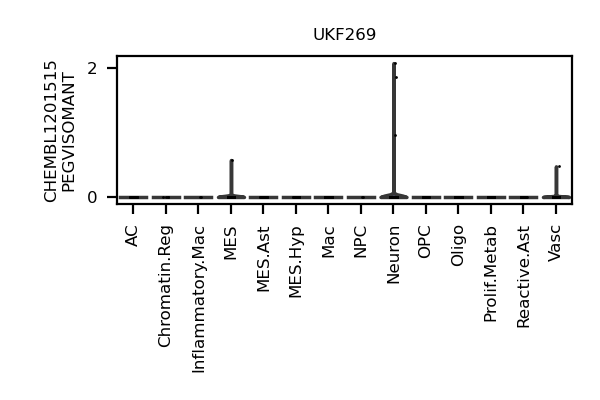 UKF269
CHEMBL1201515
PEGVISOMANT
2
0
AC
Chromatin.Reg
Inflammatory.Mac
MES
MES.Ast
MES.Hyp
Mac
NPC
Neuron
OPC
Oligo
Prolif.Metab
Reactive.Ast
Vasc